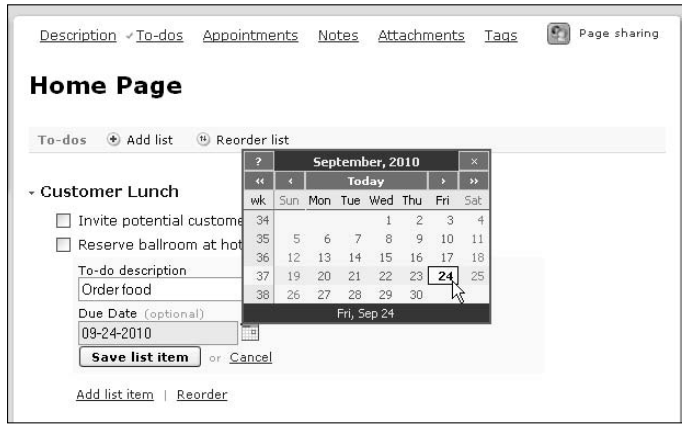 Description ✓To-dos Appointments Notes Attachments Tags Page sharing
Home Page
To-dos Add list Reorder list
? September, 2010 ×
« ‹ Today › »
wk Sun Mon Tue Wed Thu Fri Sat
34 1 2 3 4
35 5 6 7 8 9 10 11
36 12 13 14 15 16 17 18
37 19 20 21 22 23 24 25
38 26 27 28 29 30
Fri, Sep 24
Customer Lunch
Invite potential custome
Reserve ballroom at hot
To-do description
Order food
Due Date (optional)
09-24-2010
Save list item or Cancel
Add list item | Reorder